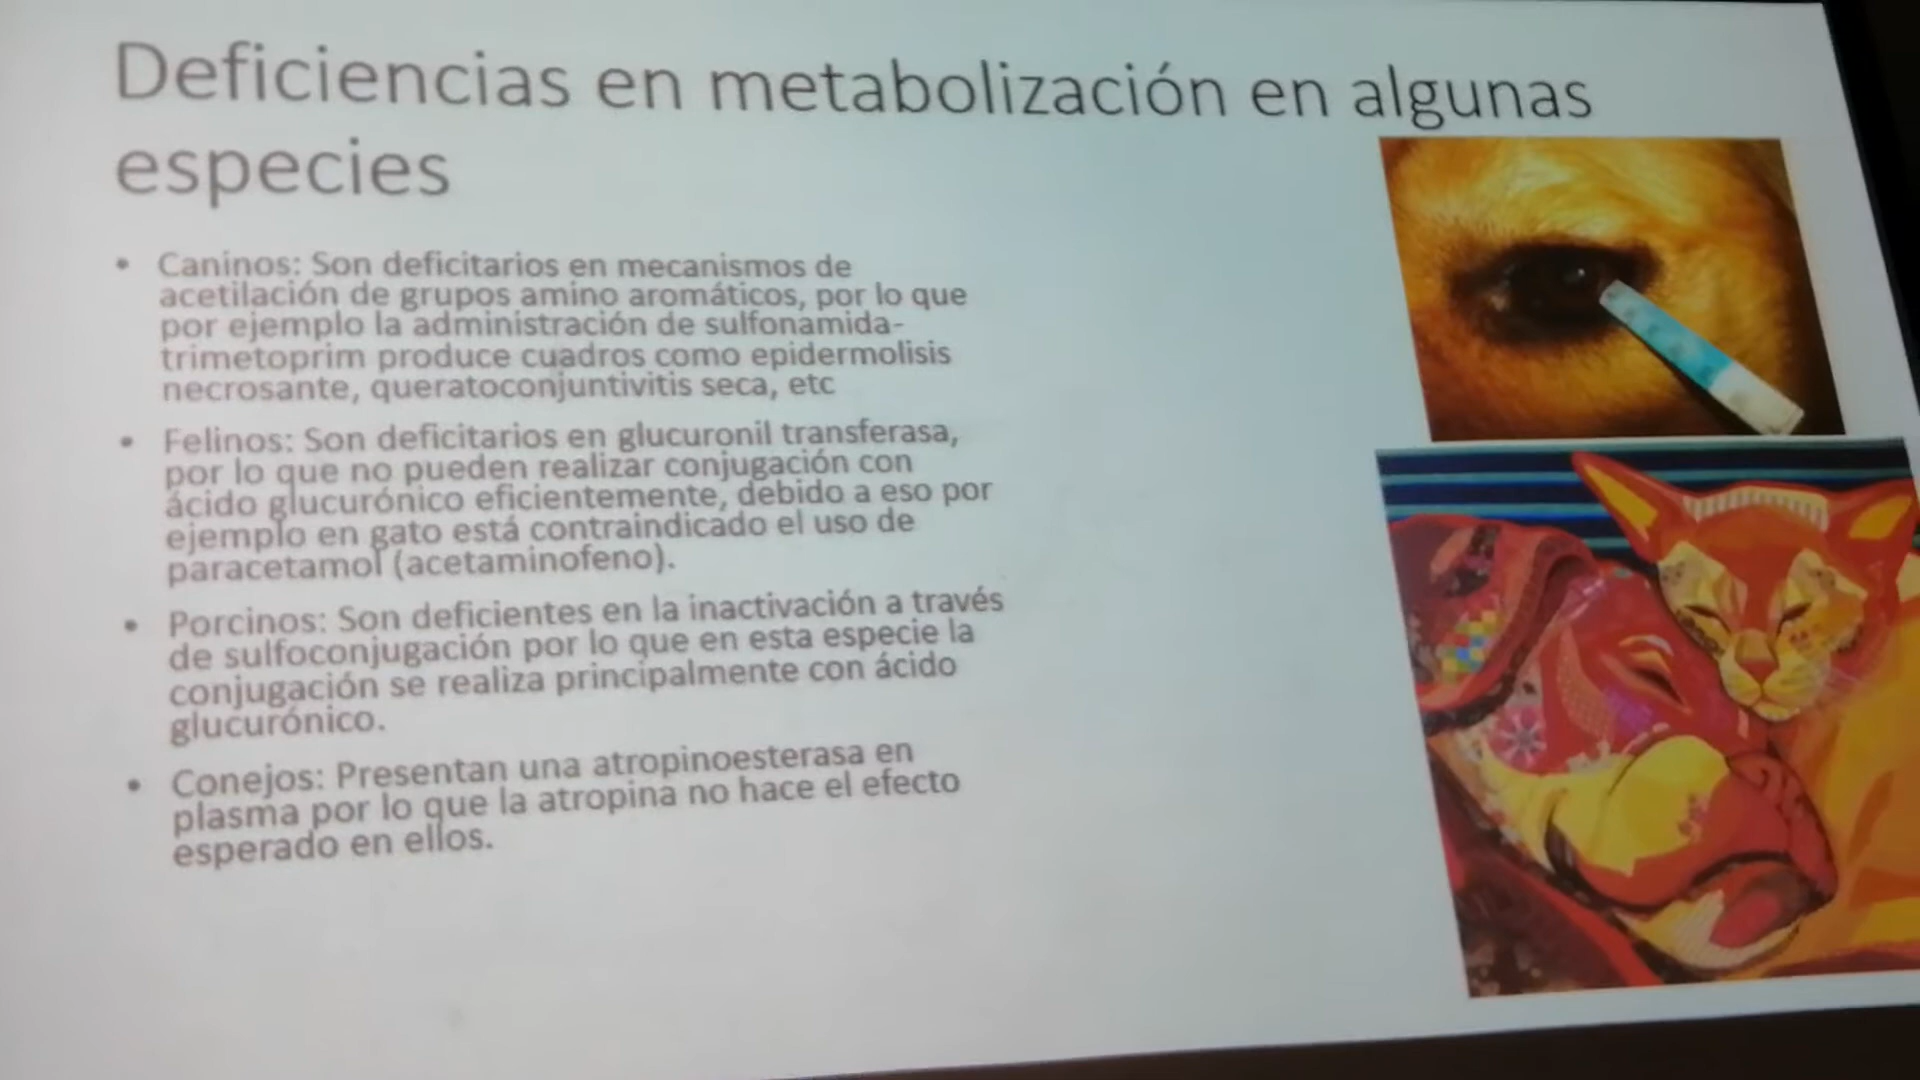 Deficiencias en metabolización en algunas
especies
• Caninos: Son deficitarios en mecanismos de
acetilación de grupos amino aromáticos, por lo que
por ejemplo la administración de sulfonamida-
trimetoprim produce cuadros como epidermolisis
necrosante, queratoconjuntivitis seca, etc
• Felinos: Son deficitarios en glucuronil transferasa,
por lo que no pueden realizar conjugación con
ácido glucurónico eficientemente, debido a eso por
ejemplo en gato está contraindicado el uso de
paracetamol (acetaminofeno).
• Porcinos: Son deficientes en la inactivación a través
de sulfoconjugación por lo que en esta especie la
conjugación se realiza principalmente con ácido
glucurónico.
• Conejos: Presentan una atropinoesterasa en
plasma por lo que la atropina no hace el efecto
esperado en ellos.